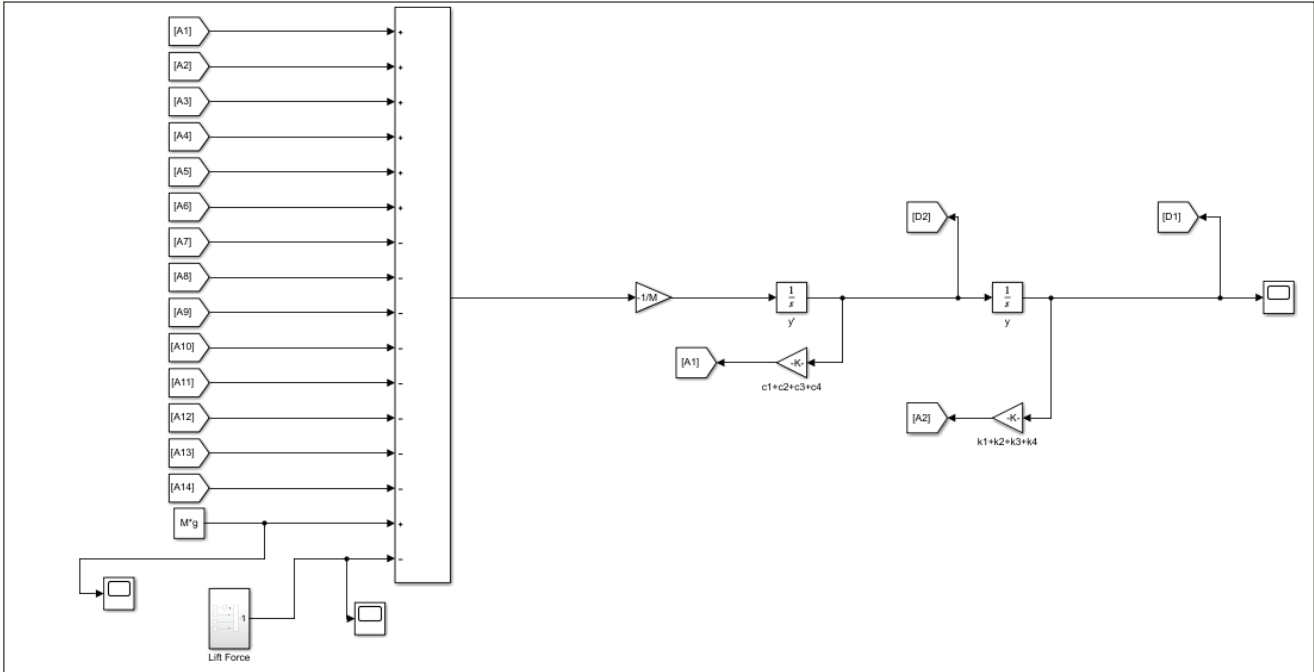 [A1]
+
[A2]
+
[A3]
+
[A4]
+
[A5]
+
[A6]
+
[A7]
−
[A8]
−
[A9]
−
[A10]
−
[A11]
−
[A12]
−
[A13]
−
[A14]
−
M*g
+
−
1
Lift Force
-1/M
1
s
y'
[D2]
1
s
y
[D1]
[A1]
-K-
c1+c2+c3+c4
[A2]
-K-
k1+k2+k3+k4